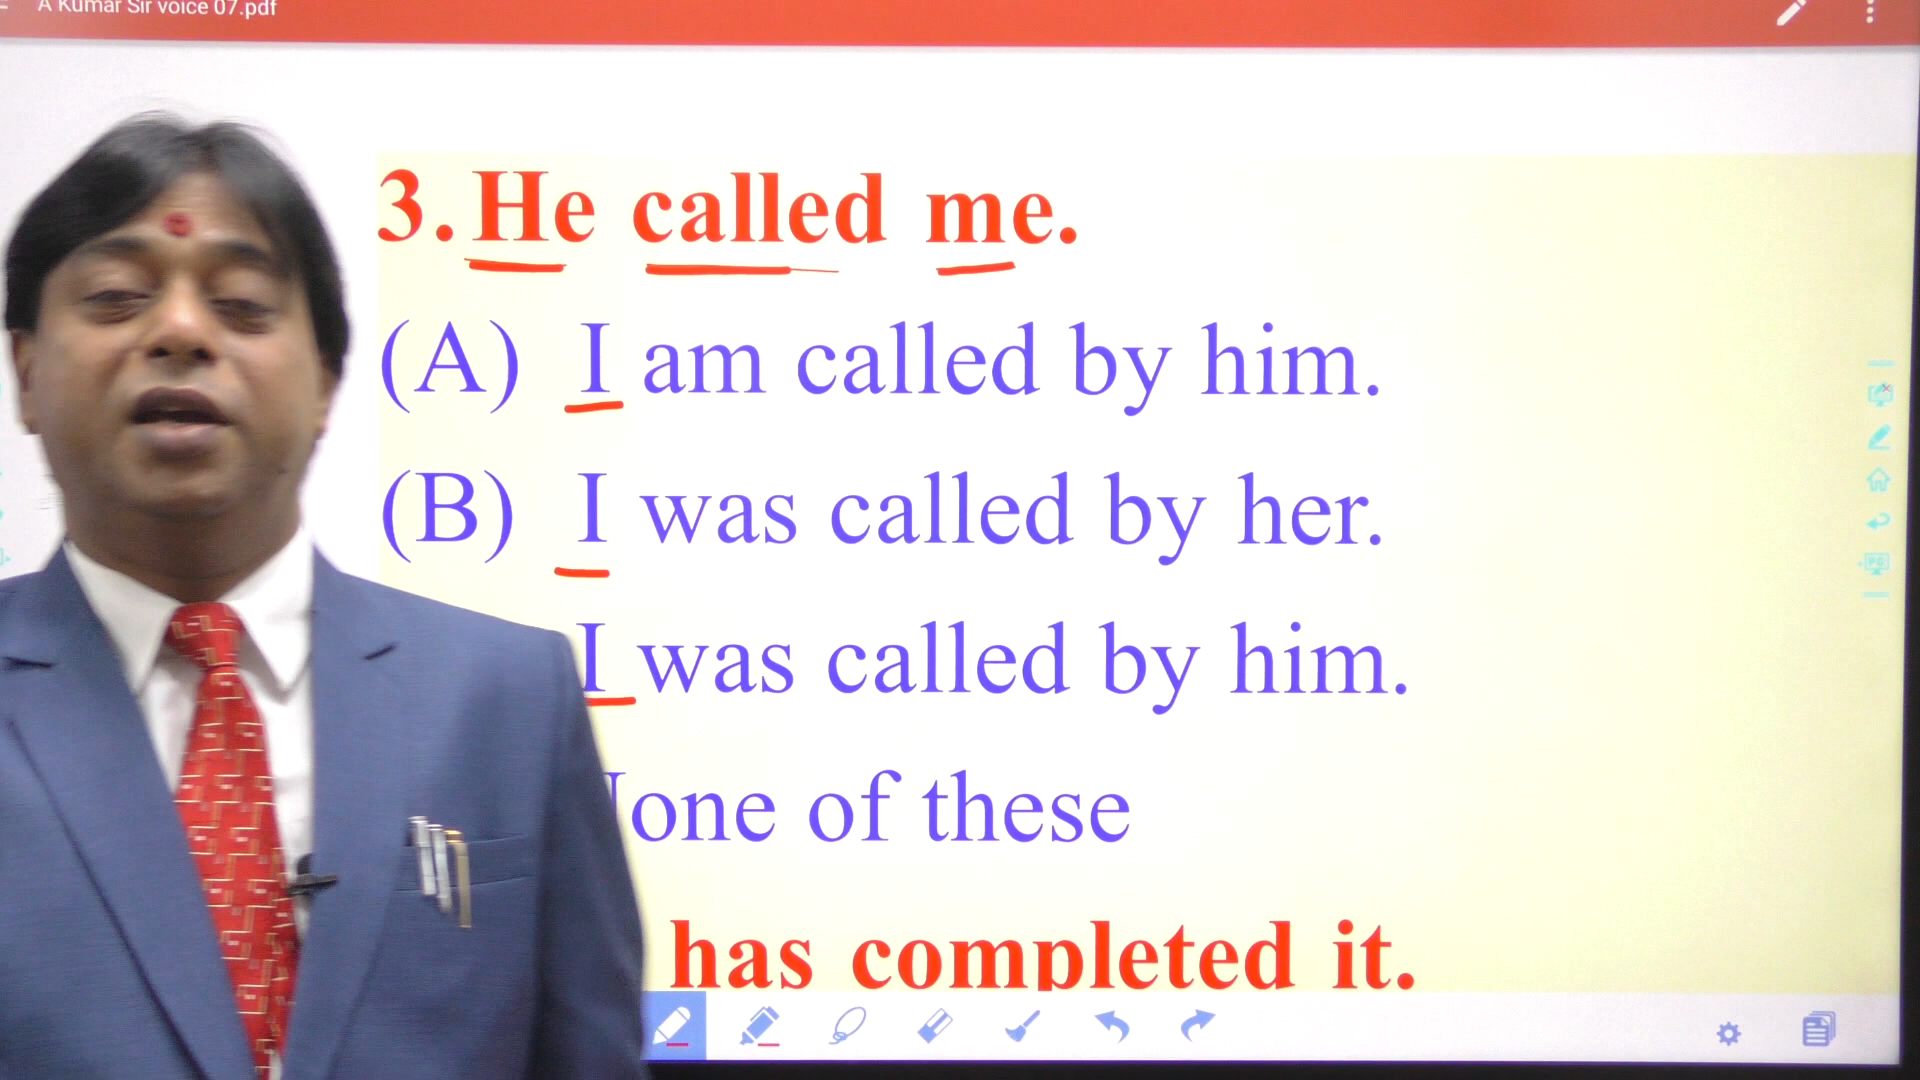 A Kumar Sir voice 07.pdf
3. He called me.
(A) I am called by him.
(B) I was called by her.
I was called by him.
one of these
has completed it.